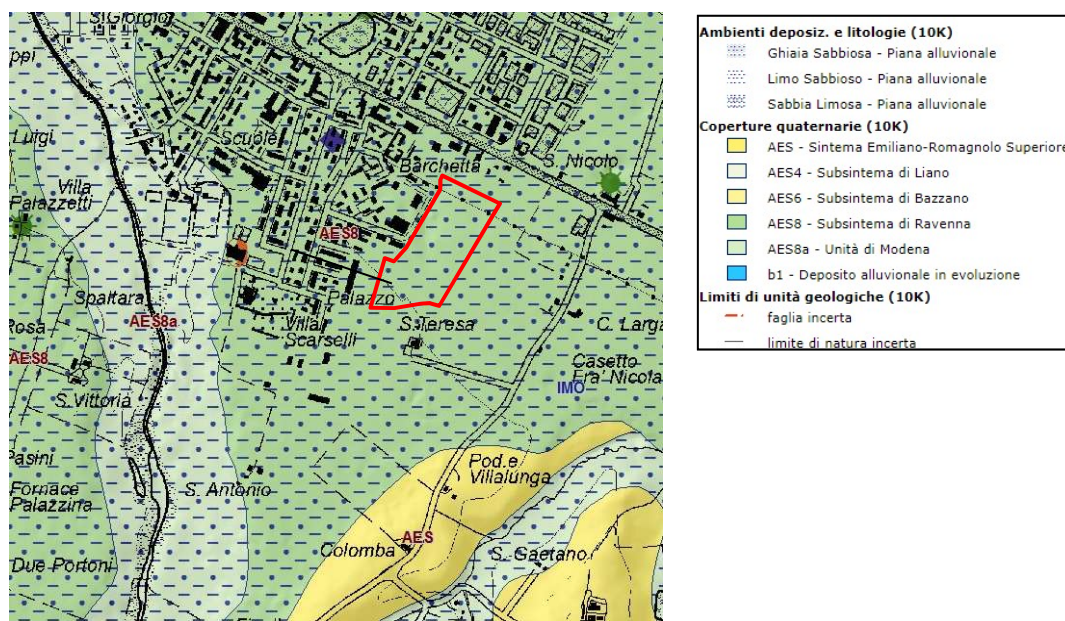 S.Giorgio
ppi
Luigi
Scuole
Barchetta
S. Nicolo
Villa
Palazzetti
AES8
Spaltara
Palazzo
AES8a
Rosa
Villa
Scarselli
S. Teresa
C. Larga
AES8
Casetto
Fra' Nicola
IMO
S. Vittoria
Pasini
Pod.e
Villalunga
Fornace
Palazzina
S. Antonio
AES
Colomba
S. Gaetano
Due Portoni
Ambienti deposiz. e litologie (10K)
Ghiaia Sabbiosa - Piana alluvionale
Limo Sabbioso - Piana alluvionale
Sabbia Limosa - Piana alluvionale
Coperture quaternarie (10K)
AES - Sintema Emiliano-Romagnolo Superiore
AES4 - Subsintema di Liano
AES6 - Subsintema di Bazzano
AES8 - Subsintema di Ravenna
AES8a - Unità di Modena
b1 - Deposito alluvionale in evoluzione
Limiti di unità geologiche (10K)
faglia incerta
limite di natura incerta